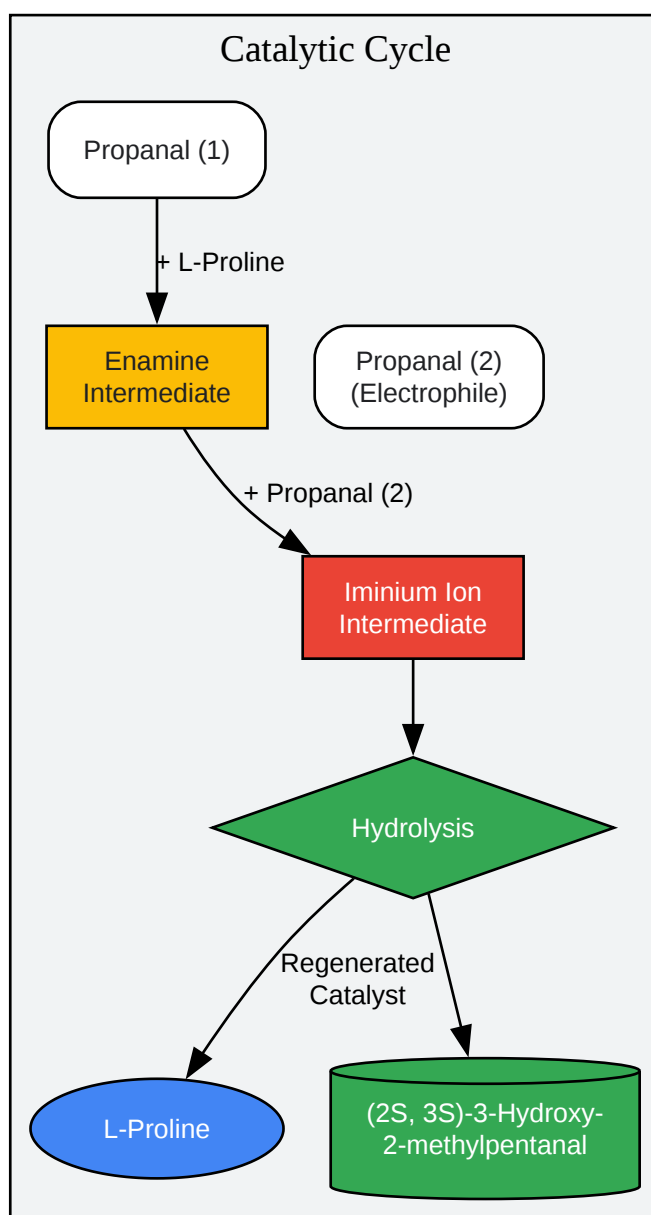 Catalytic Cycle
Propanal (1)
+ L-Proline
Enamine
Intermediate
Propanal (2)
(Electrophile)
+ Propanal (2)
Iminium Ion
Intermediate
Hydrolysis
Regenerated
Catalyst
L-Proline
(2S, 3S)-3-Hydroxy-
2-methylpentanal